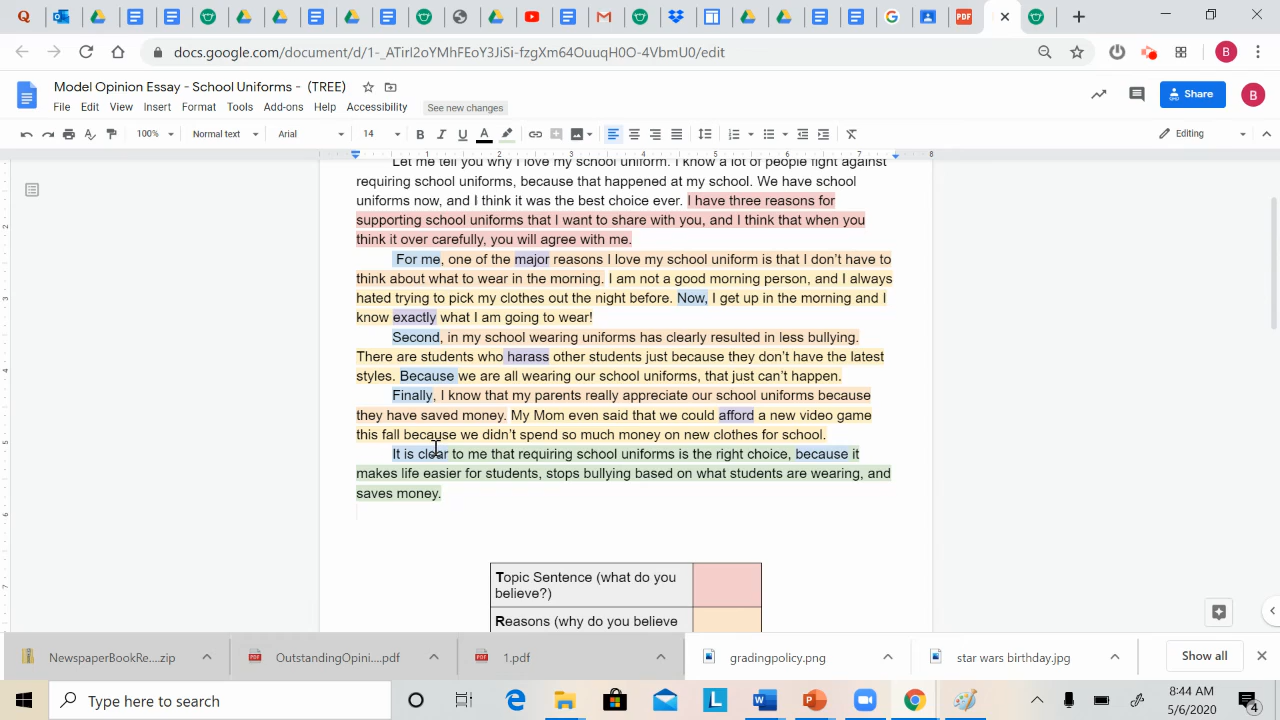 docs.google.com/document/d/1-_ATirI2oYMhFEoY3JiSi-fzgXm64OuuqH0O-4VbmU0/edit
B
Model Opinion Essay - School Uniforms - (TREE)
File Edit View Insert Format Tools Add-ons Help Accessibility See new changes
Share
B
100% Normal text Arial 14 B I U A Editing
1 2 3 4 5 6 7 8
Let me tell you why I love my school uniform. I know a lot of people fight against
requiring school uniforms, because that happened at my school. We have school
uniforms now, and I think it was the best choice ever. I have three reasons for
supporting school uniforms that I want to share with you, and I think that when you
think it over carefully, you will agree with me.
For me, one of the major reasons I love my school uniform is that I don't have to
think about what to wear in the morning. I am not a good morning person, and I always
hated trying to pick my clothes out the night before. Now, I get up in the morning and I
know exactly what I am going to wear!
Second, in my school wearing uniforms has clearly resulted in less bullying.
There are students who harass other students just because they don't have the latest
styles. Because we are all wearing our school uniforms, that just can't happen.
Finally, I know that my parents really appreciate our school uniforms because
they have saved money. My Mom even said that we could afford a new video game
this fall because we didn't spend so much money on new clothes for school.
It is clear to me that requiring school uniforms is the right choice, because it
makes life easier for students, stops bullying based on what students are wearing, and
saves money.
Topic Sentence (what do you
believe?)
Reasons (why do you believe
NewspaperBookRe....zip
OutstandingOpini....pdf
1.pdf
gradingpolicy.png
star wars birthday.jpg
Show all
Type here to search
8:44 AM
5/6/2020
4